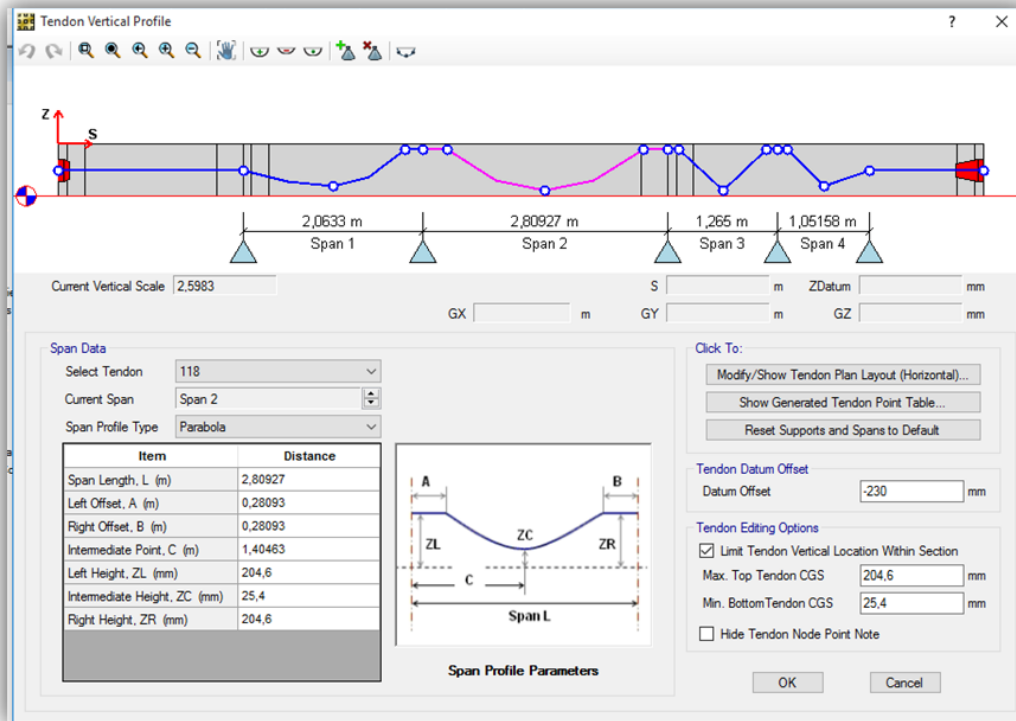 Tendon Vertical Profile
?
Z
S
2,0633 m 2,80927 m 1,265 m 1,05158 m
Span 1 Span 2 Span 3 Span 4
Current Vertical Scale 2,5983 S m ZDatum mm
GX m GY m GZ mm
Span Data
Select Tendon 118
Current Span Span 2
Span Profile Type Parabola
Item Distance
Span Length, L (m) 2,80927
Left Offset, A (m) 0,28093
Right Offset, B (m) 0,28093
Intermediate Point, C (m) 1,40463
Left Height, ZL (mm) 204,6
Intermediate Height, ZC (mm) 25,4
Right Height, ZR (mm) 204,6
A B
ZC
ZL ZR
C
Span L
Span Profile Parameters
Click To:
Modify/Show Tendon Plan Layout (Horizontal)...
Show Generated Tendon Point Table...
Reset Supports and Spans to Default
Tendon Datum Offset
Datum Offset -230 mm
Tendon Editing Options
Limit Tendon Vertical Location Within Section
Max. Top Tendon CGS 204,6 mm
Min. BottomTendon CGS 25,4 mm
Hide Tendon Node Point Note
OK Cancel